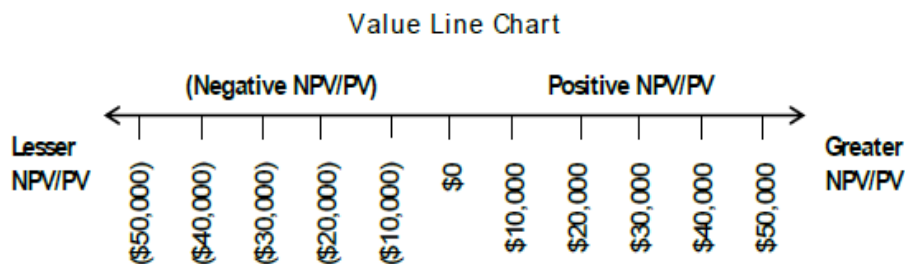 Value Line Chart
(Negative NPV/PV) Positive NPV/PV
Lesser
NPV/PV
($50,000) ($40,000) ($30,000) ($20,000) ($10,000) $0 $10,000 $20,000 $30,000 $40,000 $50,000
Greater
NPV/PV